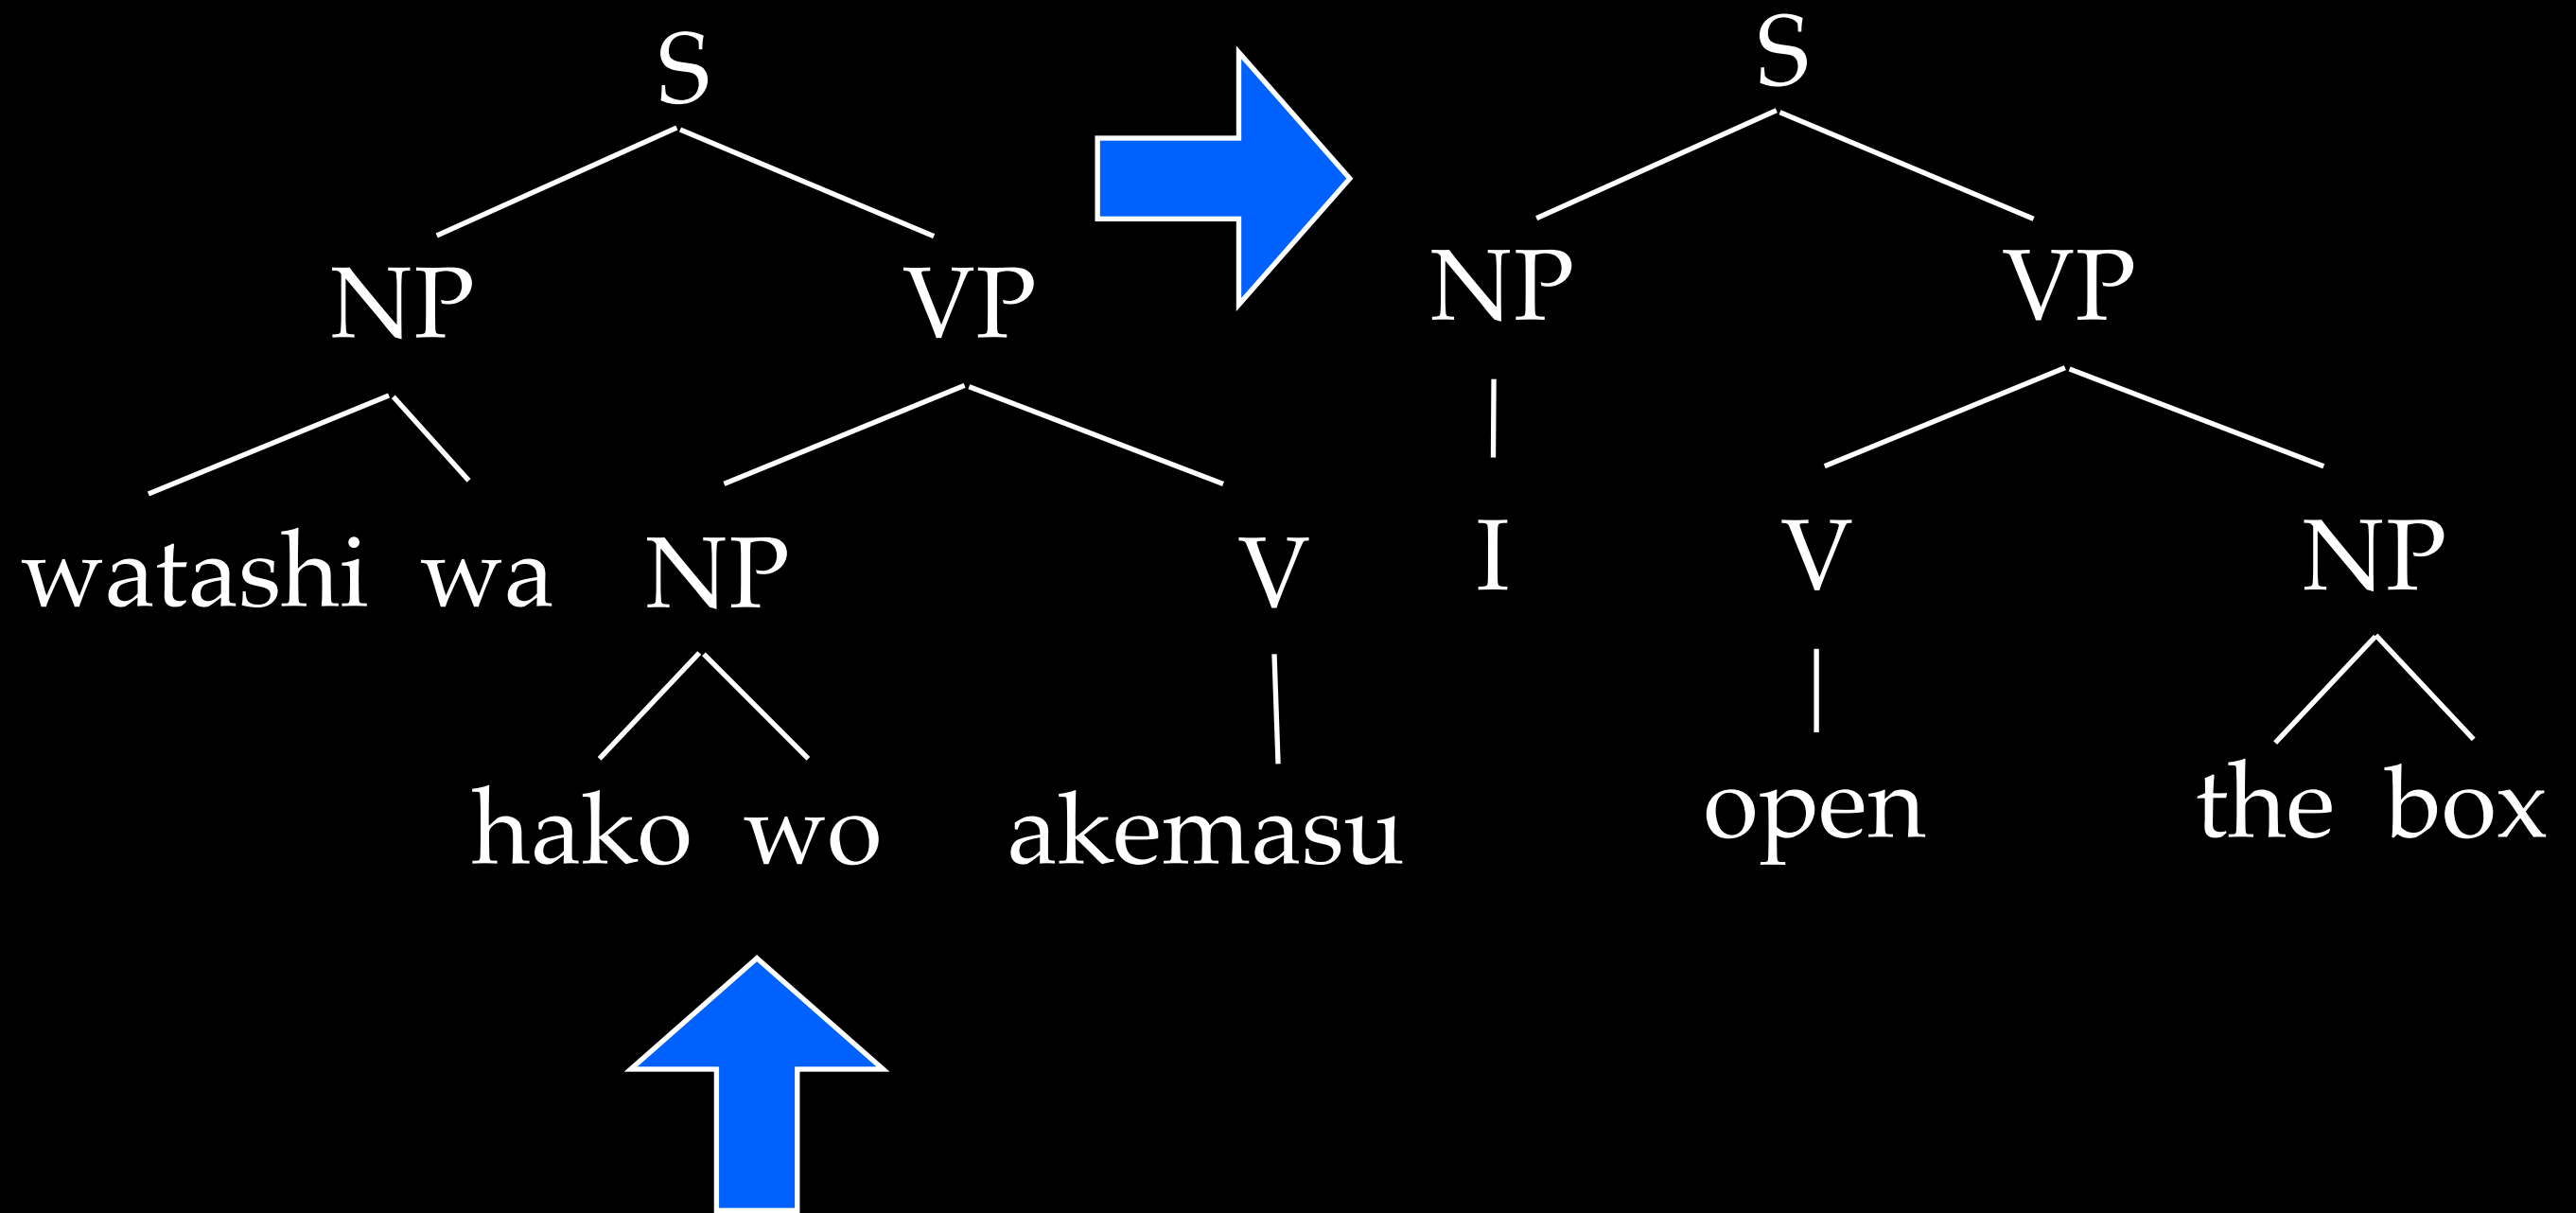 S
S
NP VP
NP VP
watashi wa NP V
I V NP
hako wo akemasu
open the box